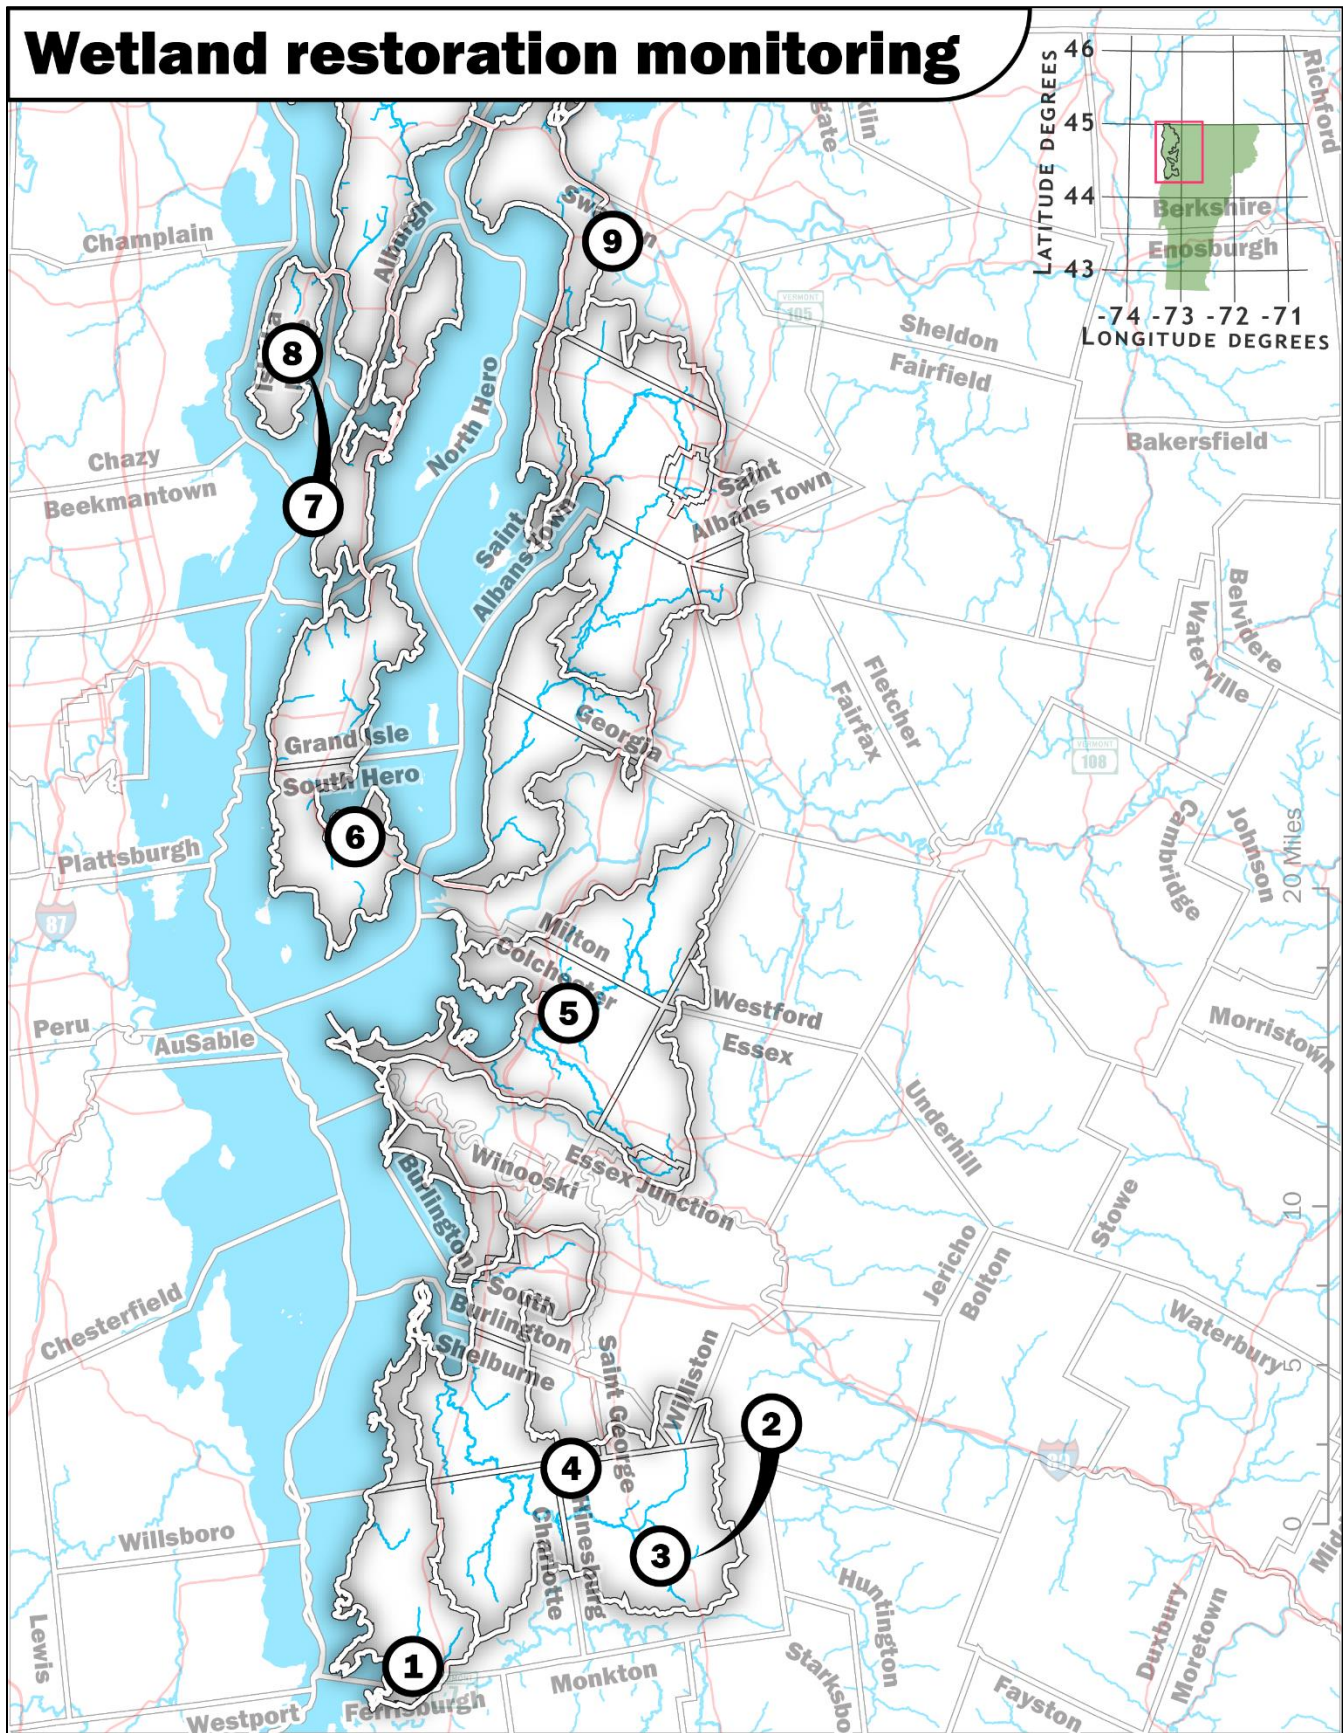 Wetland restoration monitoring
46
45
44
43
LATITUDE DEGREES
-74 -73 -72 -71
LONGITUDE DEGREES
Richford
Berkshire
Enosburgh
Champlain
Alburgh
9
8
VERMONT
105
Sheldon
Fairfield
North Hero
Chazy
Beekmantown
Bakersfield
7
Saint
Albans Town
Saint
Albans Town
Belvidere
Waterville
Fletcher
Fairfax
Georgia
Grand Isle
South Hero
VERMONT
108
6
Plattsburgh
Cambridge
Johnson
20 Miles
87
Milton
Colchester
5
Westford
Essex
Peru
AuSable
Morristown
Underhill
Winooski
Essex Junction
Burlington
Stowe
10
Jericho
Bolton
South
Burlington
Shelburne
Chesterfield
Waterbury
5
Saint George
Williston
2
4
89
Willsboro
Charlotte
Hinesburg
3
0
Huntington
Lewis
Duxbury
Moretown
1
Monkton
Ferrisburgh
Westport
Fayston